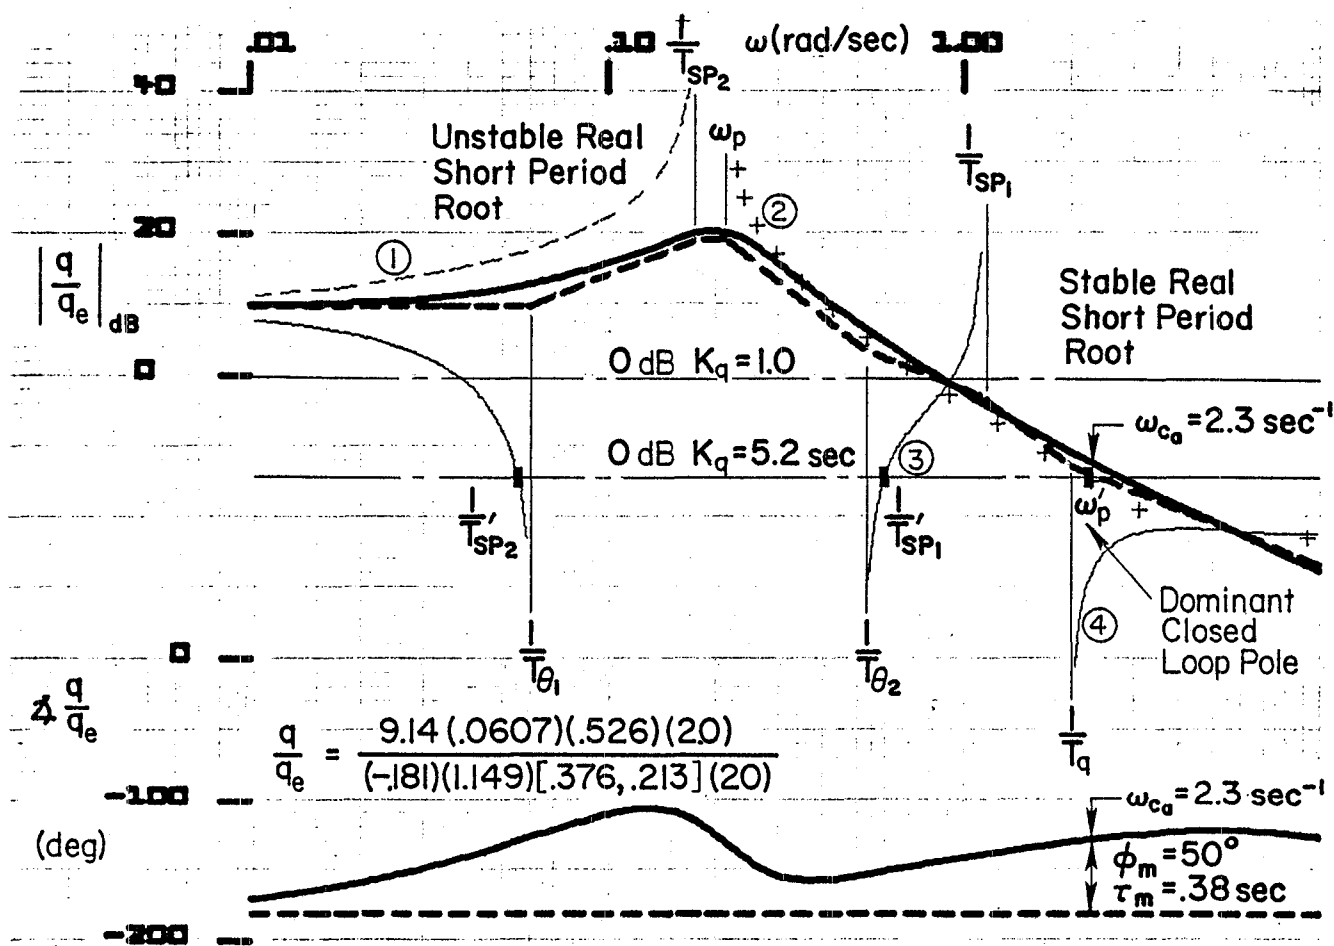 .01
.10
1/T_SP2
ω(rad/sec)
1.00
40
Unstable Real
Short Period
Root
ω_p
1/T_SP1
20
②
①
|q/q_e|_dB
Stable Real
Short Period
Root
0
0 dB K_q = 1.0
ω_ca = 2.3 sec⁻¹
0 dB K_q = 5.2 sec
③
1/T'_SP2
1/T'_SP1
ω'_p
Dominant
Closed
Loop Pole
④
0
1/T_θ1
1/T_θ2
∡ q/q_e
1/T_q
q/q_e = 9.14 (.0607)(.526)(2.0) / (-.181)(1.149)[.376, .213](20)
-100
ω_ca = 2.3 sec⁻¹
(deg)
ϕ_m = 50°
τ_m = .38 sec
-200